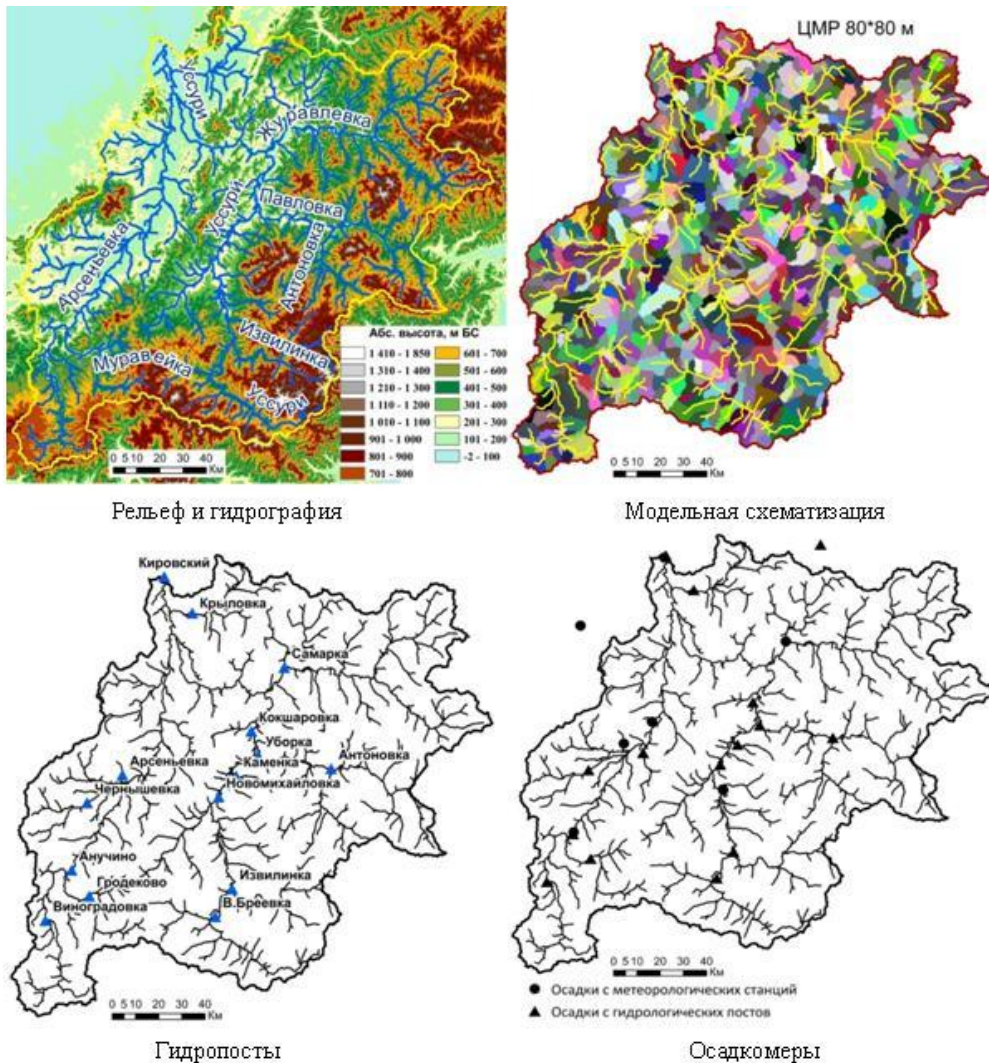 ЦМР 80*80 м
Уссури
Журавлевка
Павловка
Уссури
Арсеньевка
Антоновка
Извилинка
Муравейка
Уссури
Абс. высота, м БС
1 410 - 1 850 601 - 700
1 310 - 1 400 501 - 600
1 210 - 1 300 401 - 500
1 110 - 1 200 301 - 400
1 010 - 1 100 201 - 300
901 - 1 000 101 - 200
801 - 900 -2 - 100
701 - 800
0 5 10 20 30 40
Км
0 5 10 20 30 40
Км
Рельеф и гидрография
Модельная схематизация
Кировский
Крыловка
Самарка
Кокшаровка
Уборка
Каменка
Антоновка
Арсеньевка
Новомихайловка
Чернышевка
Анучино
Гродеково
Извилинка
Виноградовка
В.Бреевка
0 5 10 20 30 40
Км
0 5 10 20 30 40
Км
Осадки с метеорологических станций
Осадки с гидрологических постов
Гидропосты
Осадкомеры